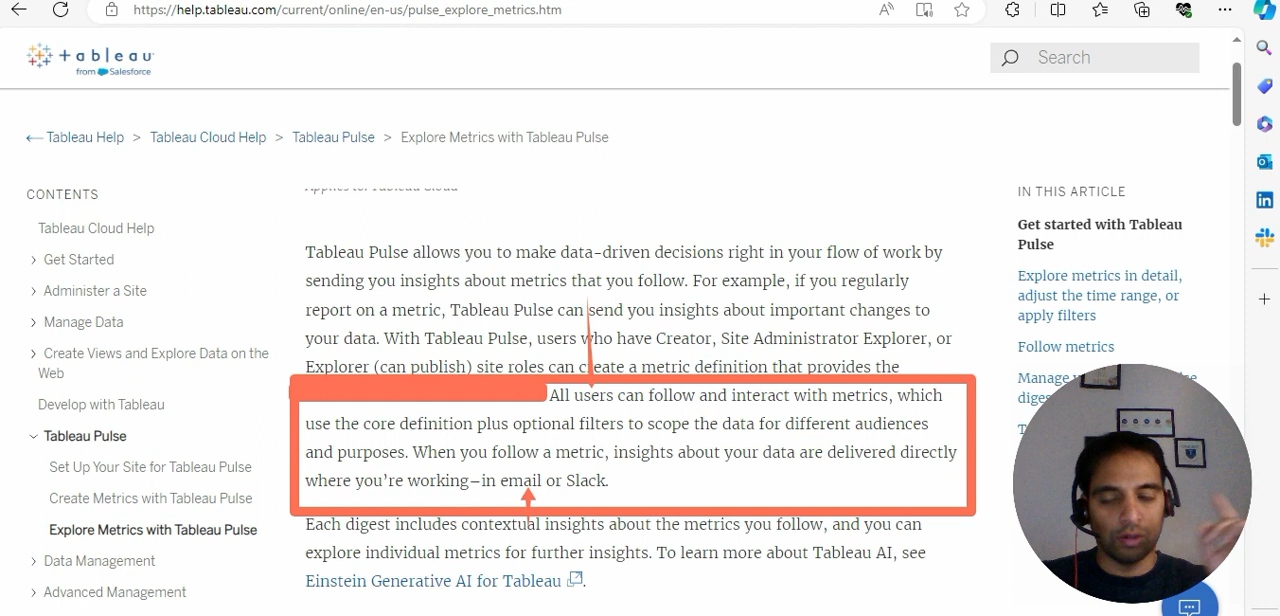 https://help.tableau.com/current/online/en-us/pulse_explore_metrics.htm
+ a b | e a u
from Salesforce
Search
Tableau Help > Tableau Cloud Help > Tableau Pulse > Explore Metrics with Tableau Pulse
CONTENTS
Tableau Cloud Help
Get Started
Administer a Site
Manage Data
Create Views and Explore Data on the
Web
Develop with Tableau
Tableau Pulse
Set Up Your Site for Tableau Pulse
Create Metrics with Tableau Pulse
Explore Metrics with Tableau Pulse
Data Management
Advanced Management
Applies to: Tableau Cloud
Tableau Pulse allows you to make data-driven decisions right in your flow of work by
sending you insights about metrics that you follow. For example, if you regularly
report on a metric, Tableau Pulse can send you insights about important changes to
your data. With Tableau Pulse, users who have Creator, Site Administrator Explorer, or
Explorer (can publish) site roles can create a metric definition that provides the
All users can follow and interact with metrics, which
use the core definition plus optional filters to scope the data for different audiences
and purposes. When you follow a metric, insights about your data are delivered directly
where you're working—in email or Slack.
Each digest includes contextual insights about the metrics you follow, and you can
explore individual metrics for further insights. To learn more about Tableau AI, see
Einstein Generative AI for Tableau.
IN THIS ARTICLE
Get started with Tableau
Pulse
Explore metrics in detail,
adjust the time range, or
apply filters
Follow metrics
Manage